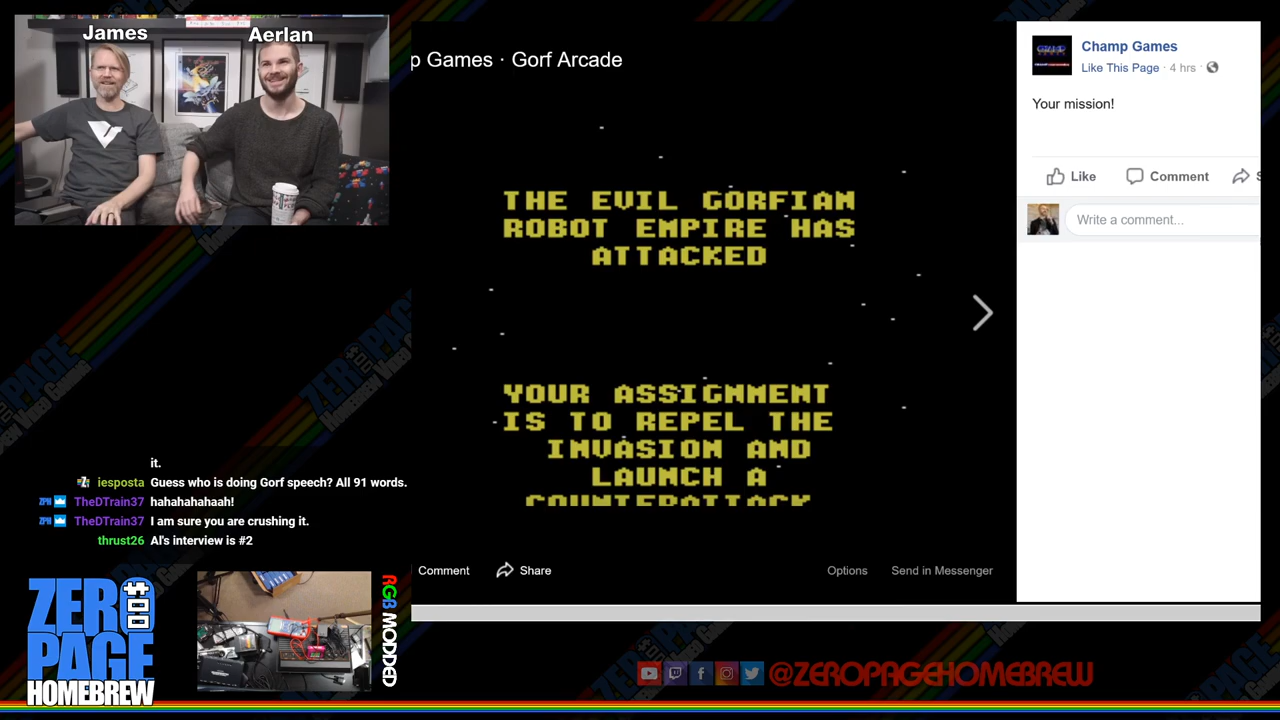 James
Aerlan
p Games · Gorf Arcade
THE EVIL GORFIAN
ROBOT EMPIRE HAS
ATTACKED
YOUR ASSIGNMENT
IS TO REPEL THE
INVASION AND
LAUNCH A
COUNTERATTACK
Comment
Share
Options
Send in Messenger
Champ Games
Like This Page · 4 hrs ·
Your mission!
Like
Comment
S
Write a comment...
it.
iesposta Guess who is doing Gorf speech? All 91 words.
TheDTrain37 hahahahahaah!
TheDTrain37 I am sure you are crushing it.
thrust26 Al's interview is #2
ZERO
PAGE
HOMEBREW
RGB MODDED
@ZEROPAGEHOMEBREW